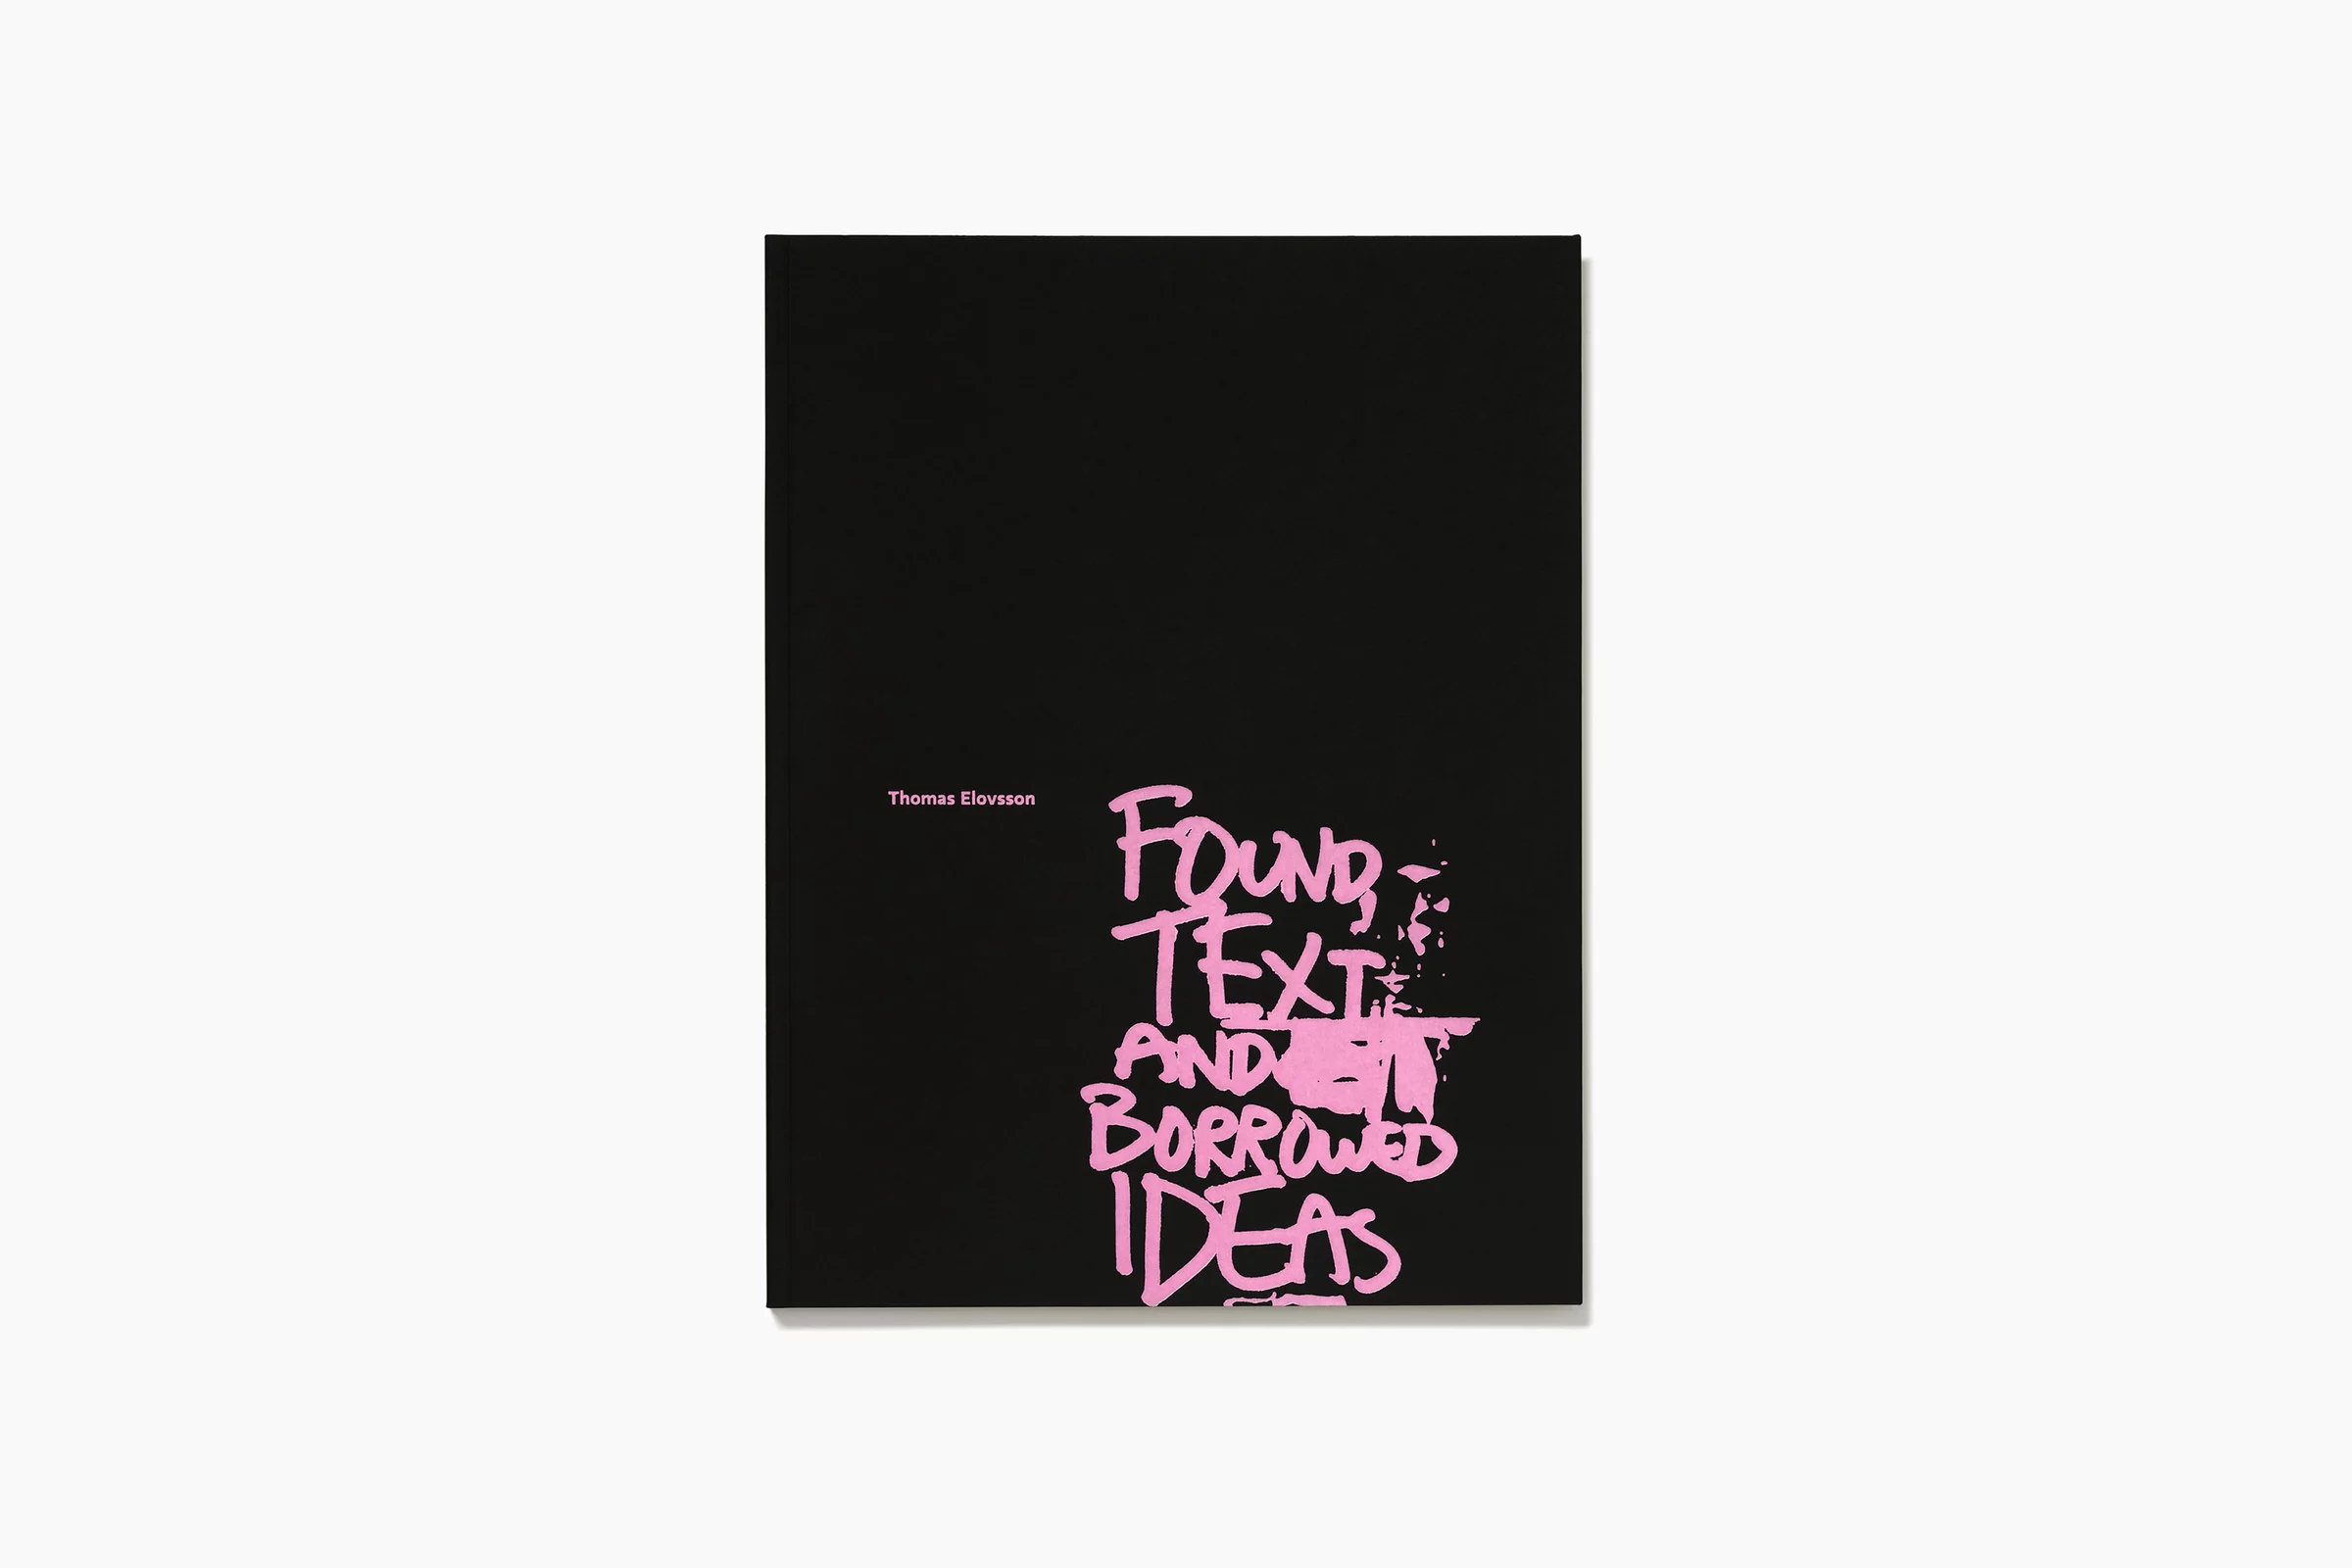 Thomas Elovsson
FOUND,
TEXT
AND
BORROWED
IDEAS